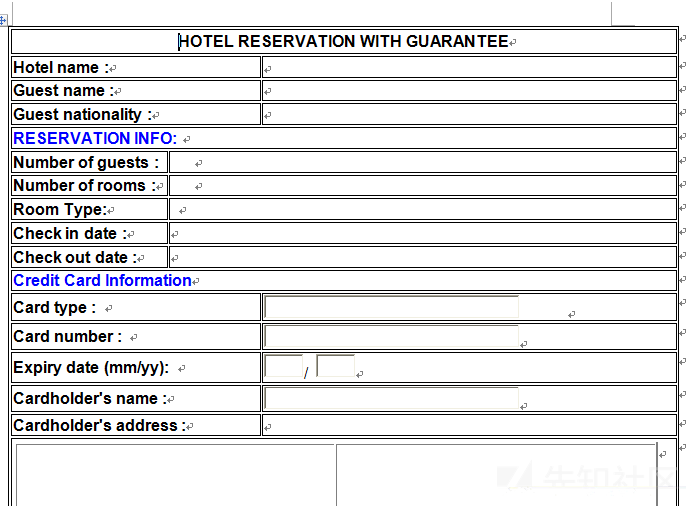 HOTEL RESERVATION WITH GUARANTEE
Hotel name :
Guest name :
Guest nationality :
RESERVATION INFO:
Number of guests :
Number of rooms :
Room Type:
Check in date :
Check out date :
Credit Card Information
Card type :
Card number :
Expiry date (mm/yy): /
Cardholder's name :
Cardholder's address :
先知社区